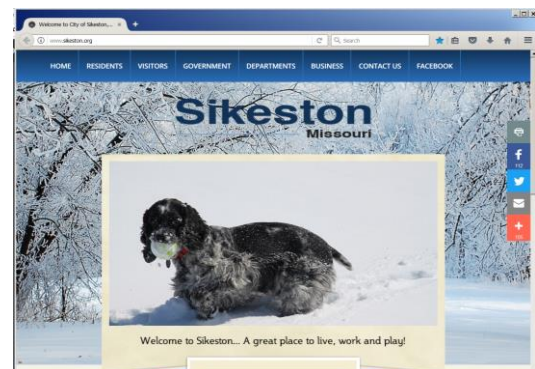 Welcome to City of Sikeston,... ×
www.sikeston.org
Search
HOME RESIDENTS VISITORS GOVERNMENT DEPARTMENTS BUSINESS CONTACT US FACEBOOK
Sikeston
Missouri
Welcome to Sikeston... A great place to live, work and play!